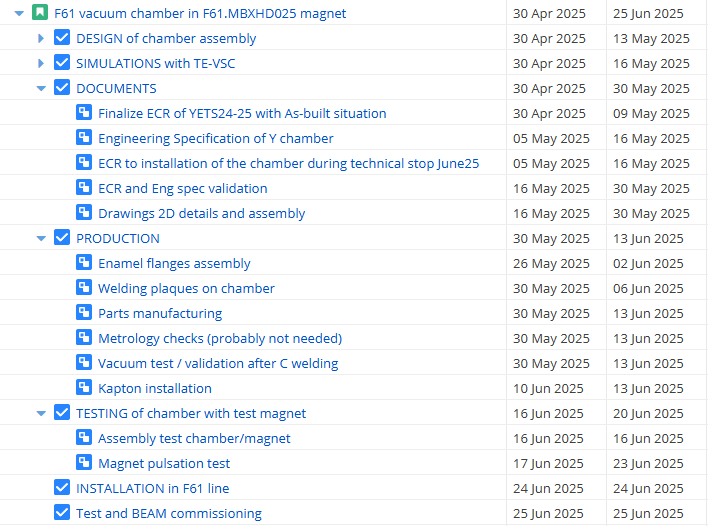 F61 vacuum chamber in F61.MBXHD025 magnet 30 Apr 2025 25 Jun 2025
DESIGN of chamber assembly 30 Apr 2025 13 May 2025
SIMULATIONS with TE-VSC 30 Apr 2025 16 May 2025
DOCUMENTS 30 Apr 2025 30 May 2025
Finalize ECR of YETS24-25 with As-built situation 30 Apr 2025 09 May 2025
Engineering Specification of Y chamber 05 May 2025 16 May 2025
ECR to installation of the chamber during technical stop June25 05 May 2025 16 May 2025
ECR and Eng spec validation 16 May 2025 30 May 2025
Drawings 2D details and assembly 16 May 2025 30 May 2025
PRODUCTION 30 May 2025 13 Jun 2025
Enamel flanges assembly 26 May 2025 02 Jun 2025
Welding plaques on chamber 30 May 2025 06 Jun 2025
Parts manufacturing 30 May 2025 13 Jun 2025
Metrology checks (probably not needed) 30 May 2025 13 Jun 2025
Vacuum test / validation after C welding 30 May 2025 13 Jun 2025
Kapton installation 10 Jun 2025 13 Jun 2025
TESTING of chamber with test magnet 16 Jun 2025 20 Jun 2025
Assembly test chamber/magnet 16 Jun 2025 16 Jun 2025
Magnet pulsation test 17 Jun 2025 23 Jun 2025
INSTALLATION in F61 line 24 Jun 2025 24 Jun 2025
Test and BEAM commissioning 25 Jun 2025 25 Jun 2025